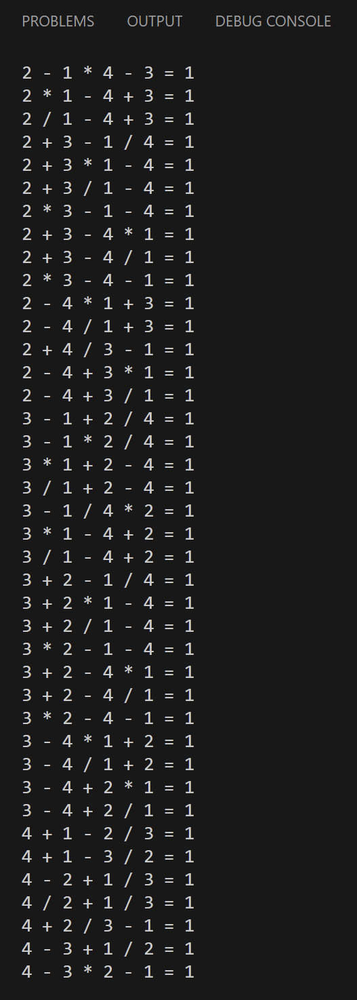 PROBLEMS OUTPUT DEBUG CONSOLE
2 - 1 * 4 - 3 = 1
2 * 1 - 4 + 3 = 1
2 / 1 - 4 + 3 = 1
2 + 3 - 1 / 4 = 1
2 + 3 * 1 - 4 = 1
2 + 3 / 1 - 4 = 1
2 * 3 - 1 - 4 = 1
2 + 3 - 4 * 1 = 1
2 + 3 - 4 / 1 = 1
2 * 3 - 4 - 1 = 1
2 - 4 * 1 + 3 = 1
2 - 4 / 1 + 3 = 1
2 + 4 / 3 - 1 = 1
2 - 4 + 3 * 1 = 1
2 - 4 + 3 / 1 = 1
3 - 1 + 2 / 4 = 1
3 - 1 * 2 / 4 = 1
3 * 1 + 2 - 4 = 1
3 / 1 + 2 - 4 = 1
3 - 1 / 4 * 2 = 1
3 * 1 - 4 + 2 = 1
3 / 1 - 4 + 2 = 1
3 + 2 - 1 / 4 = 1
3 + 2 * 1 - 4 = 1
3 + 2 / 1 - 4 = 1
3 * 2 - 1 - 4 = 1
3 + 2 - 4 * 1 = 1
3 + 2 - 4 / 1 = 1
3 * 2 - 4 - 1 = 1
3 - 4 * 1 + 2 = 1
3 - 4 / 1 + 2 = 1
3 - 4 + 2 * 1 = 1
3 - 4 + 2 / 1 = 1
4 + 1 - 2 / 3 = 1
4 + 1 - 3 / 2 = 1
4 - 2 + 1 / 3 = 1
4 / 2 + 1 / 3 = 1
4 + 2 / 3 - 1 = 1
4 - 3 + 1 / 2 = 1
4 - 3 * 2 - 1 = 1